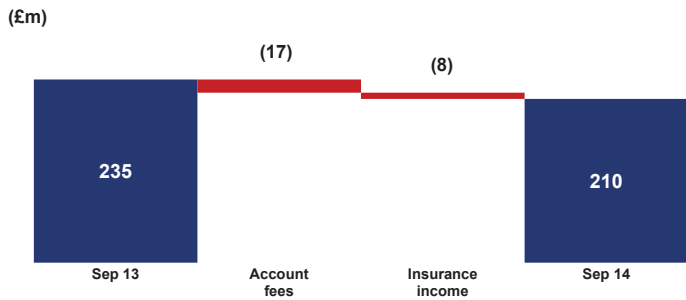 (£m)
(17)
(8)
235
210
Sep 13
Account
fees
Insurance
income
Sep 14